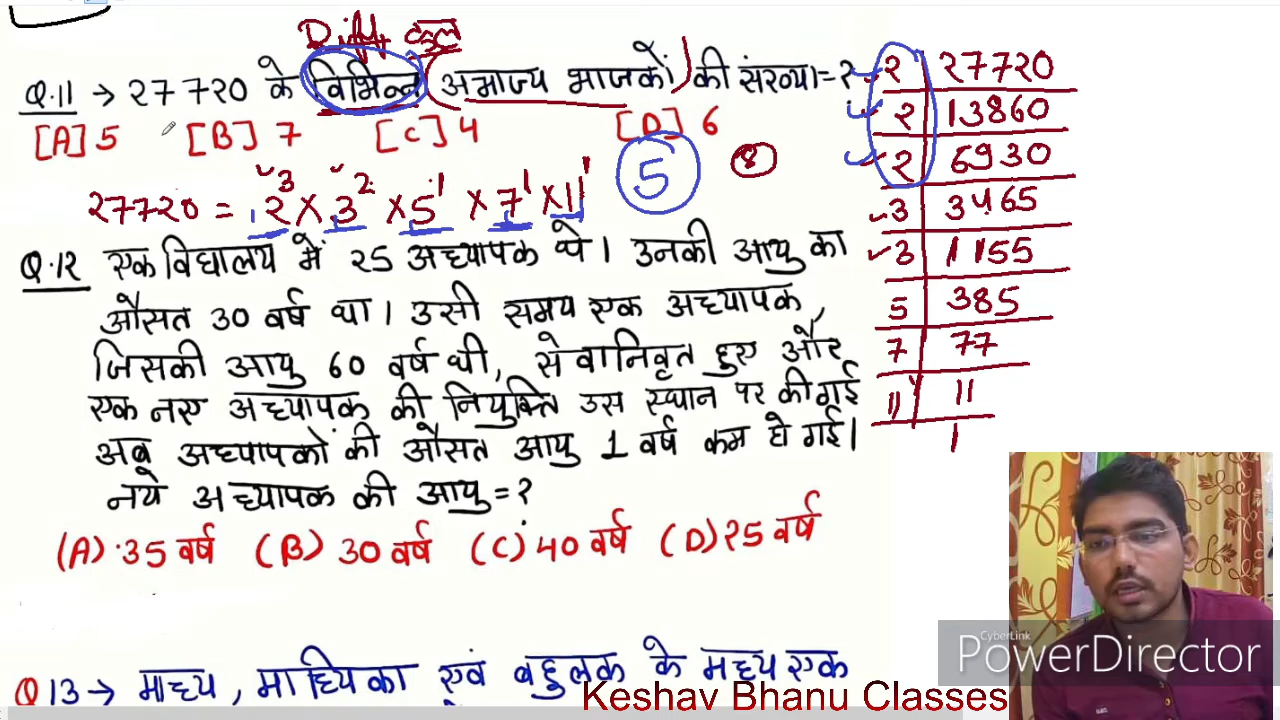 Diff. कुल
Q.11 → 27720 के विभिन्न (अभाज्य भाजकों) की संख्या=?
[A] 5 [B] 7 [C] 4 [D] 6
5 8
27720 = 2³ × 3² × 5¹ × 7¹ × 11¹
2 27720
2 13860
2 6930
3 3465
3 1155
5 385
7 77
11 11
1
Q.12 एक विद्यालय में 25 अध्यापक थे। उनकी आयु का
औसत 30 वर्ष था। उसी समय एक अध्यापक,
जिसकी आयु 60 वर्ष थी, सेवानिवृत हुए और
एक नए अध्यापक की नियुक्ति उस स्थान पर की गई
अब अध्यापकों की औसत आयु 1 वर्ष कम हो गई।
नये अध्यापक की आयु=?
(A) 35 वर्ष (B) 30 वर्ष (C) 40 वर्ष (D) 25 वर्ष
Q 13 → माध्य, माध्यिका एवं बहुलक के मध्य एक
CyberLink
PowerDirector
Keshav Bhanu Classes